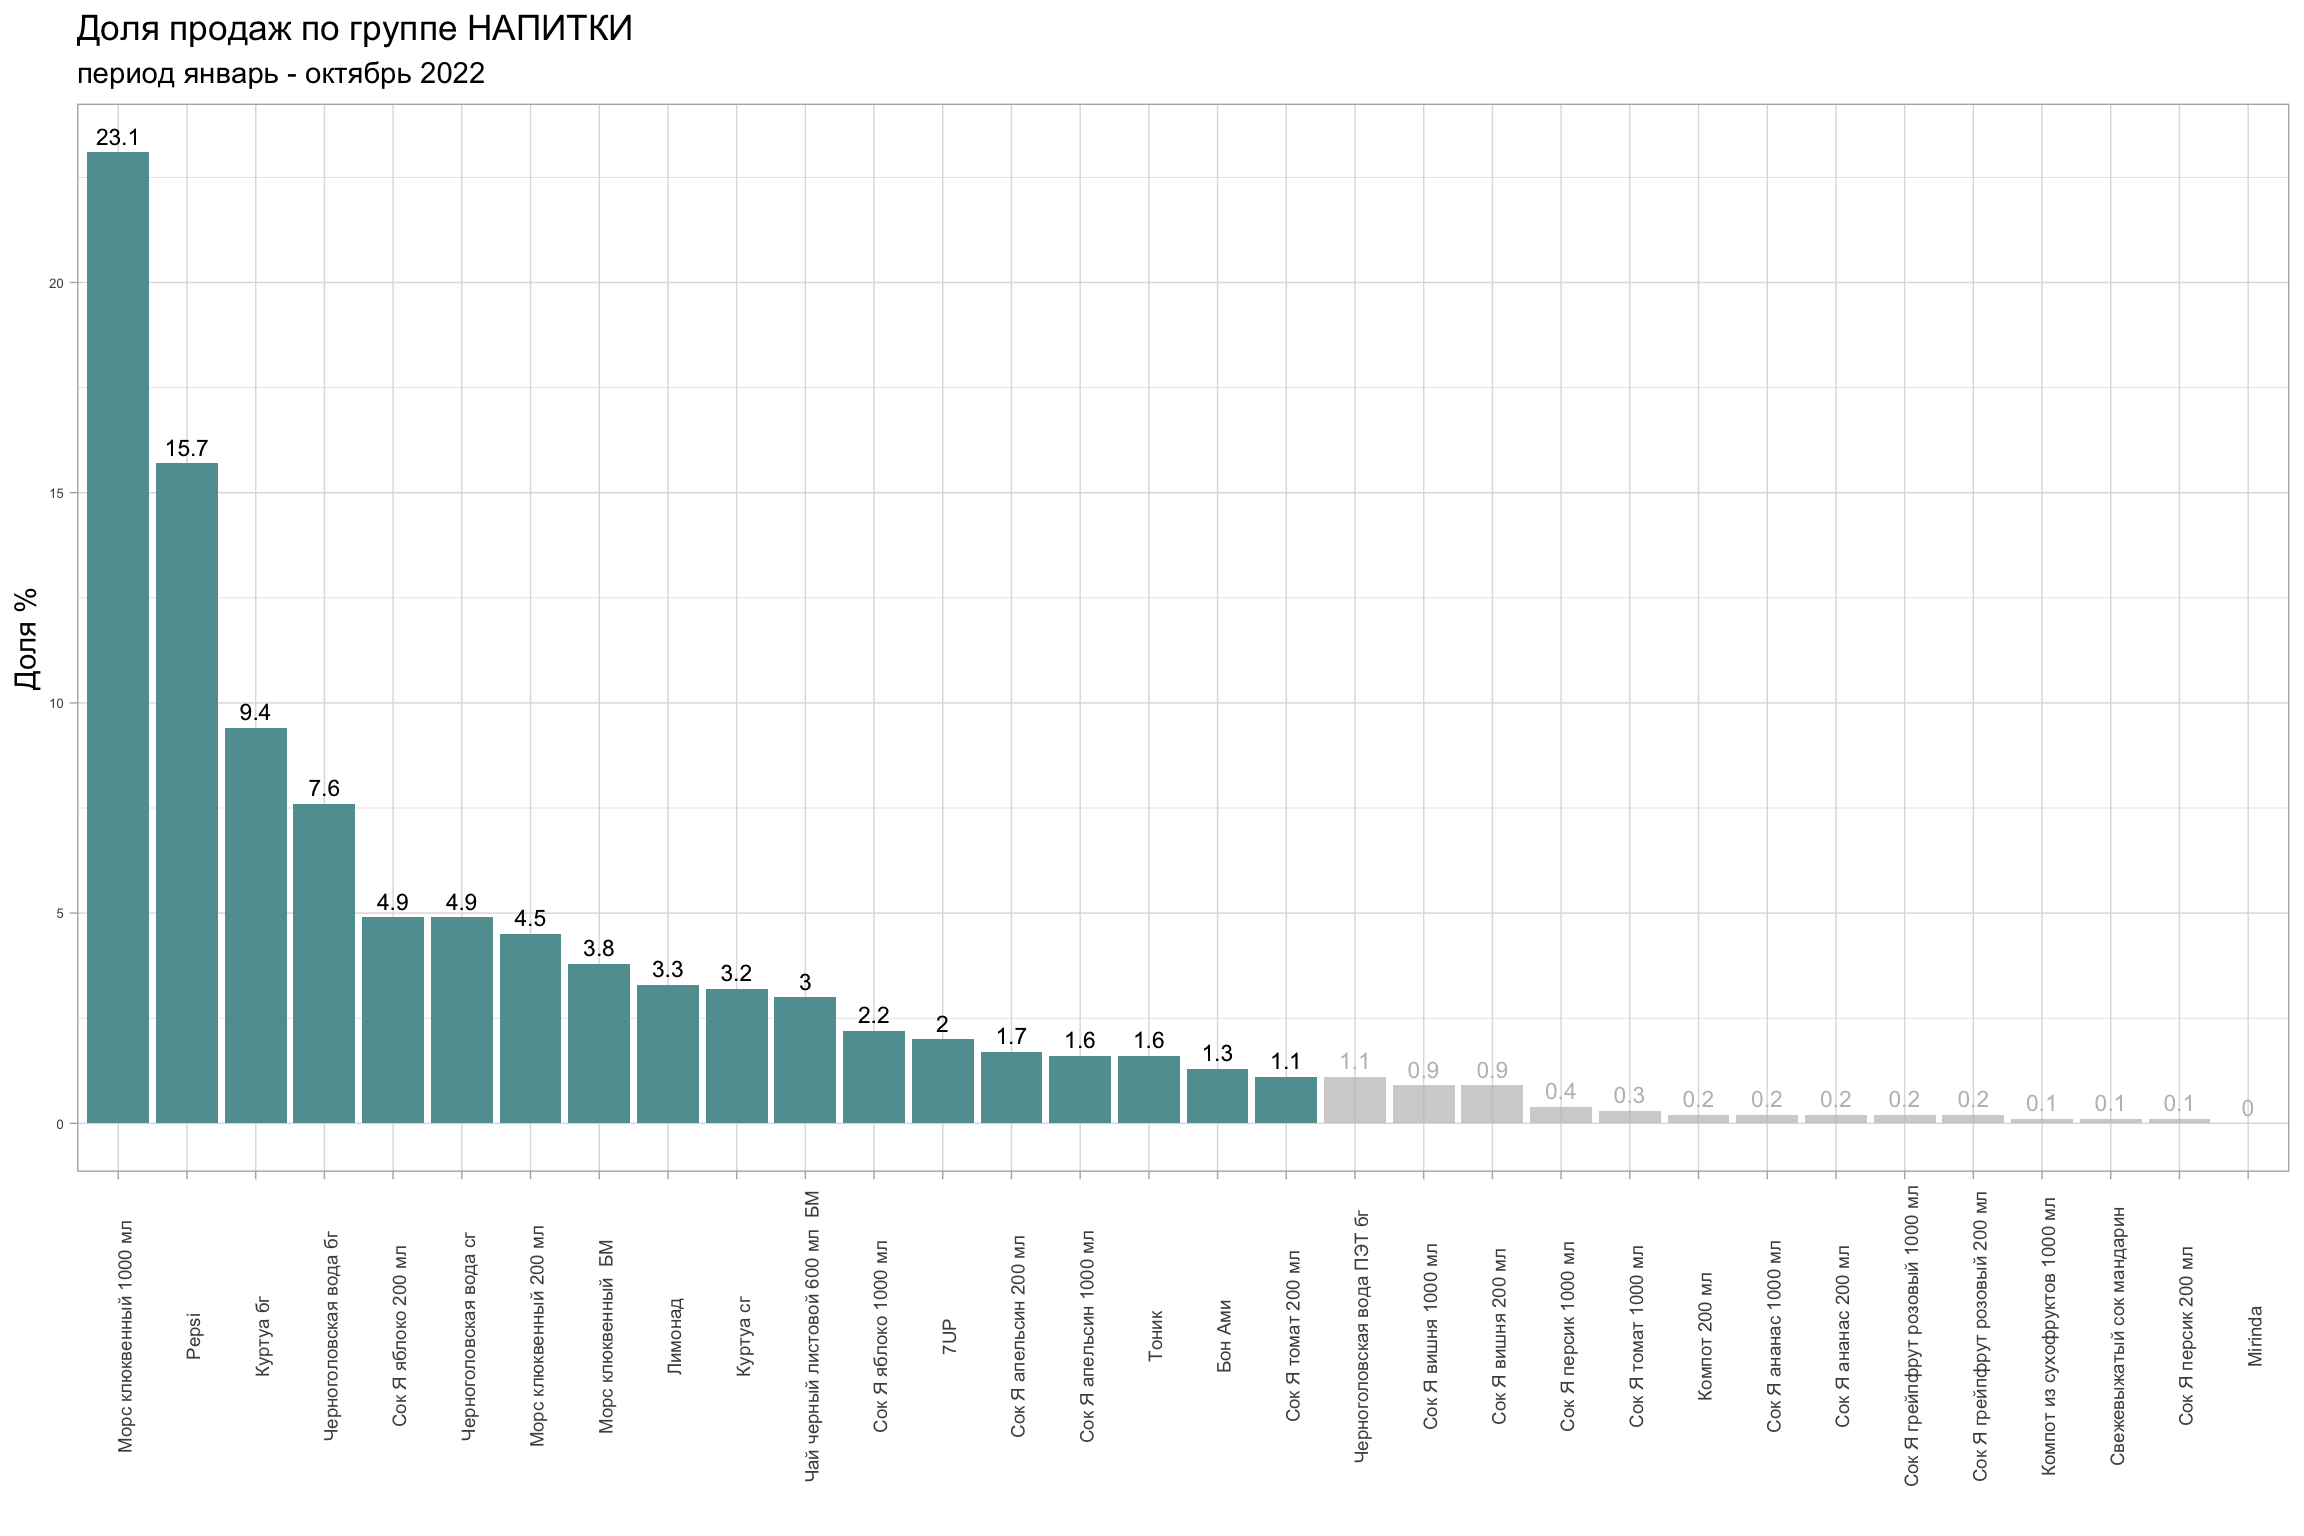 Доля продаж по группе НАПИТКИ
период январь - октябрь 2022
Доля %
20
15
10
5
0
23.1
15.7
9.4
7.6
4.9
4.9
4.5
3.8
3.3
3.2
3
2.2
2
1.7
1.6
1.6
1.3
1.1
1.1
0.9
0.9
0.4
0.3
0.2
0.2
0.2
0.2
0.2
0.1
0.1
0.1
0
Морс клюквенный 1000 мл
Pepsi
Куртуа бг
Черноголовская вода бг
Сок Я яблоко 200 мл
Черноголовская вода сг
Морс клюквенный 200 мл
Морс клюквенный  БМ
Лимонад
Куртуа сг
Чай черный листовой 600 мл  БМ
Сок Я яблоко 1000 мл
7UP
Сок Я апельсин 200 мл
Сок Я апельсин 1000 мл
Тоник
Бон Ами
Сок Я томат 200 мл
Черноголовская вода ПЭТ бг
Сок Я вишня 1000 мл
Сок Я вишня 200 мл
Сок Я персик 1000 мл
Сок Я томат 1000 мл
Компот 200 мл
Сок Я ананас 1000 мл
Сок Я ананас 200 мл
Сок Я грейпфрут розовый 1000 мл
Сок Я грейпфрут розовый 200 мл
Компот из сухофруктов 1000 мл
Свежевыжатый сок мандарин
Сок Я персик 200 мл
Mirinda